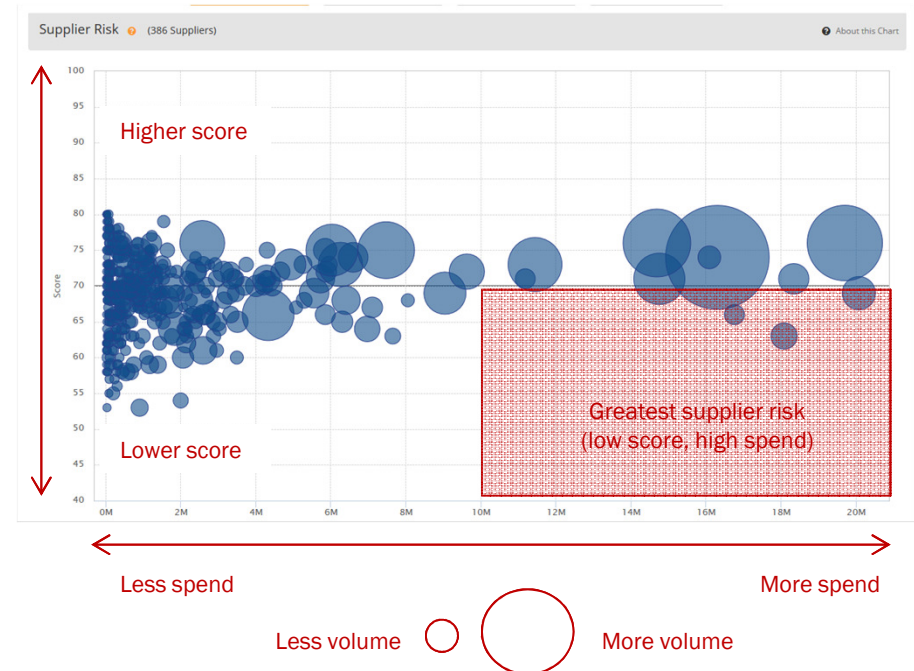 Supplier Risk ? (386 Suppliers)
? About this Chart
100
95
Higher score
90
85
80
75
70
65
60
55
50
45
40
Score
Greatest supplier risk
(low score, high spend)
Lower score
0M 2M 4M 6M 8M 10M 12M 14M 16M 18M 20M
Less spend More spend
Less volume More volume